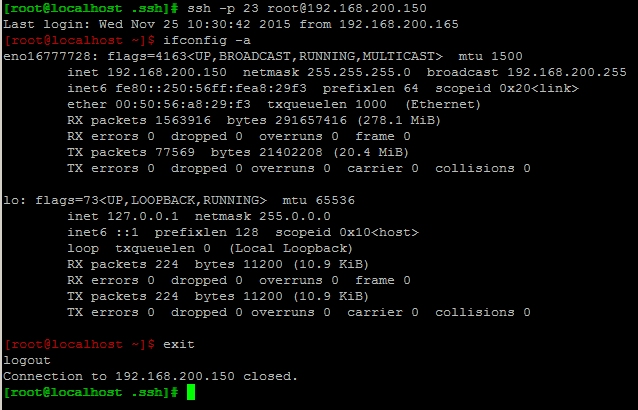 [root@localhost .ssh]# ssh -p 23 root@192.168.200.150
Last login: Wed Nov 25 10:30:42 2015 from 192.168.200.165
[root@localhost ~]$ ifconfig -a
eno16777728: flags=4163<UP,BROADCAST,RUNNING,MULTICAST>  mtu 1500
        inet 192.168.200.150  netmask 255.255.255.0  broadcast 192.168.200.255
        inet6 fe80::250:56ff:fea8:29f3  prefixlen 64  scopeid 0x20<link>
        ether 00:50:56:a8:29:f3  txqueuelen 1000  (Ethernet)
        RX packets 1563916  bytes 291657416 (278.1 MiB)
        RX errors 0  dropped 0  overruns 0  frame 0
        TX packets 77569  bytes 21402208 (20.4 MiB)
        TX errors 0  dropped 0 overruns 0  carrier 0  collisions 0

lo: flags=73<UP,LOOPBACK,RUNNING>  mtu 65536
        inet 127.0.0.1  netmask 255.0.0.0
        inet6 ::1  prefixlen 128  scopeid 0x10<host>
        loop  txqueuelen 0  (Local Loopback)
        RX packets 224  bytes 11200 (10.9 KiB)
        RX errors 0  dropped 0  overruns 0  frame 0
        TX packets 224  bytes 11200 (10.9 KiB)
        TX errors 0  dropped 0 overruns 0  carrier 0  collisions 0

[root@localhost ~]$ exit
logout
Connection to 192.168.200.150 closed.
[root@localhost .ssh]#